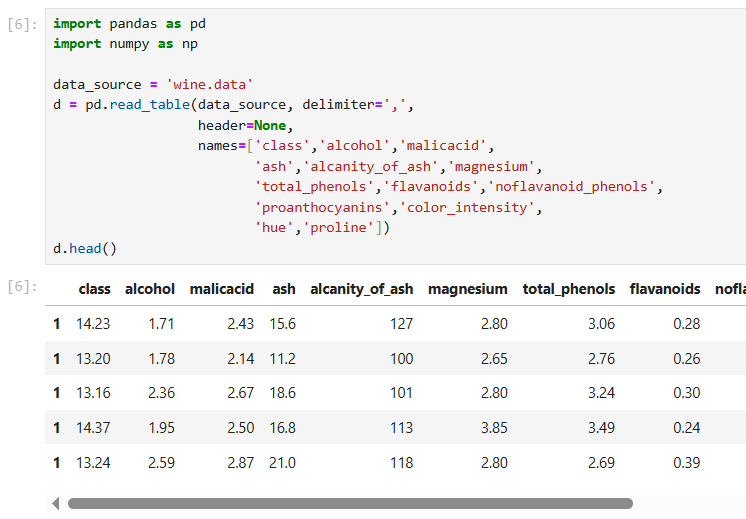 [6]: import pandas as pd
import numpy as np
data_source = 'wine.data'
d = pd.read_table(data_source, delimiter=',',
header=None,
names=['class','alcohol','malicacid',
'ash','alcanity_of_ash','magnesium',
'total_phenols','flavanoids','noflavanoid_phenols',
'proanthocyanins','color_intensity',
'hue','proline'])
d.head()
[6]:
class alcohol malicacid ash alcanity_of_ash magnesium total_phenols flavanoids nofla
1 14.23 1.71 2.43 15.6 127 2.80 3.06 0.28
1 13.20 1.78 2.14 11.2 100 2.65 2.76 0.26
1 13.16 2.36 2.67 18.6 101 2.80 3.24 0.30
1 14.37 1.95 2.50 16.8 113 3.85 3.49 0.24
1 13.24 2.59 2.87 21.0 118 2.80 2.69 0.39